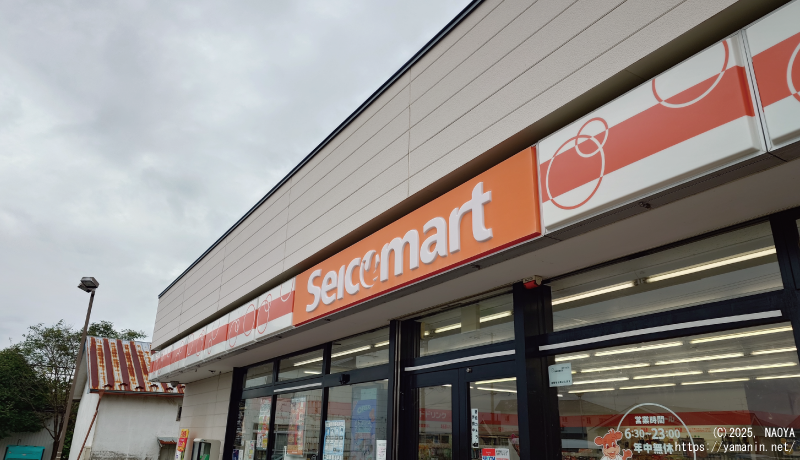 Seicomart
営業時間
6:30-23:00
年中無休
(C)2025, NAOYA
https://yamanin.net/